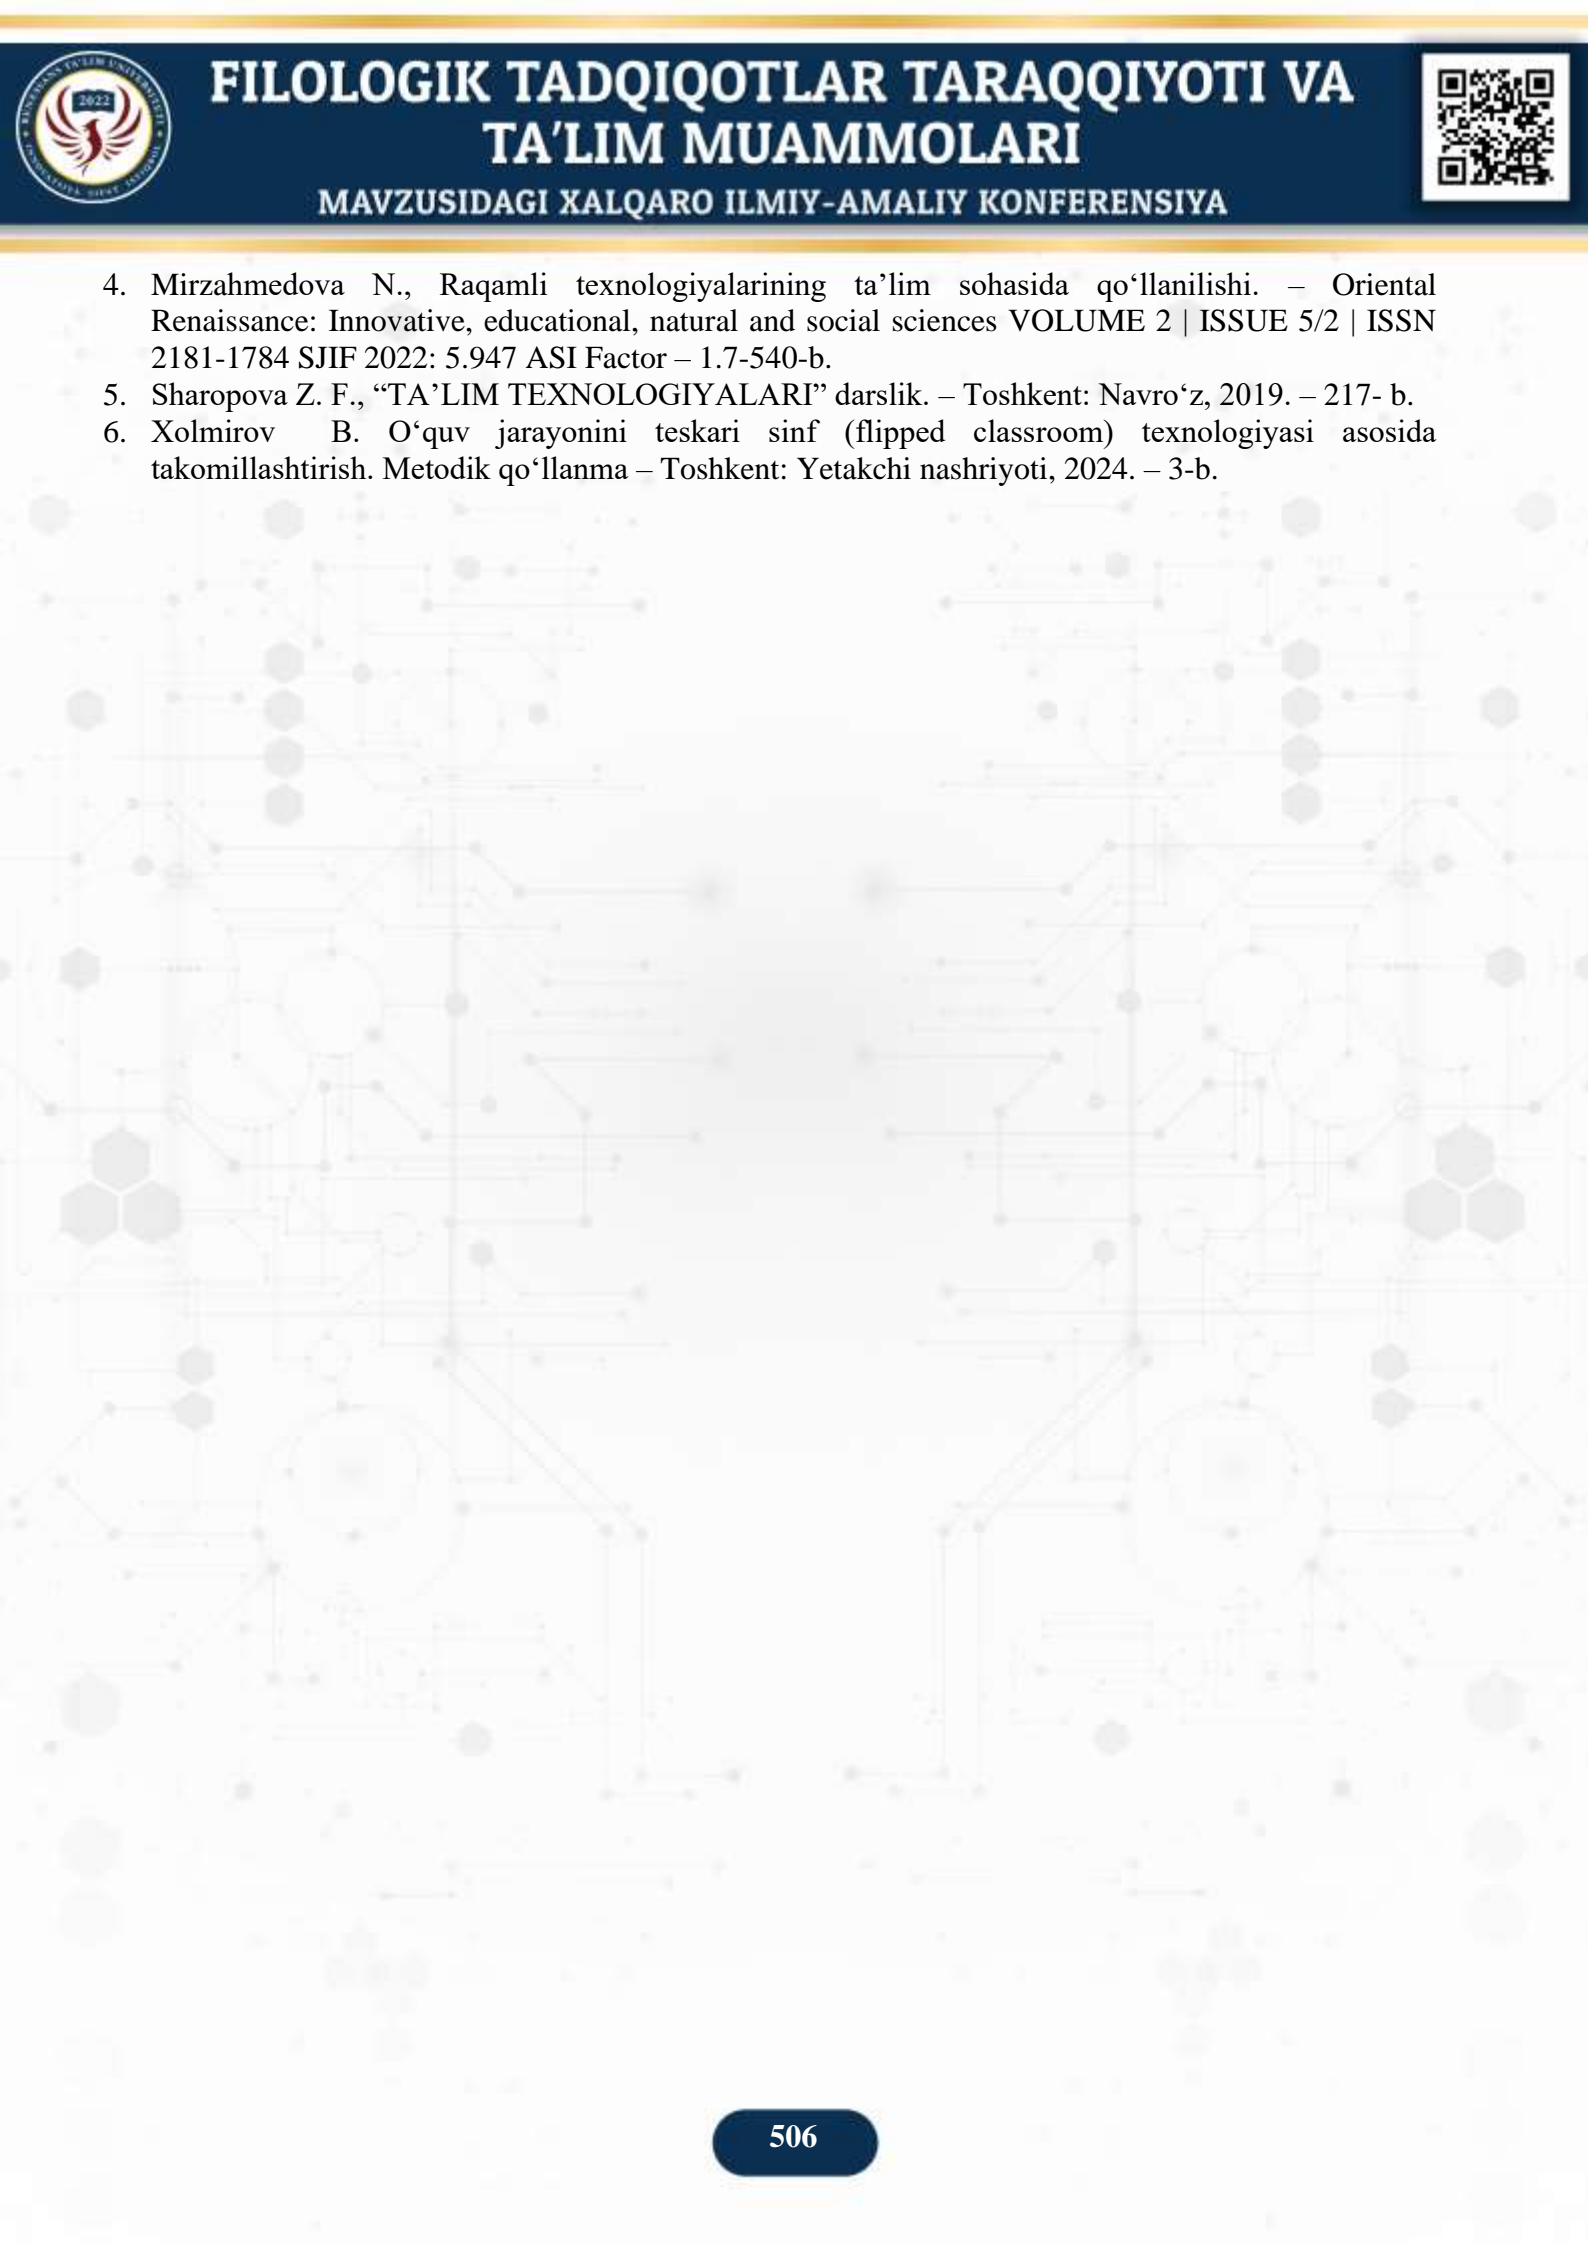 FILOLOGIK TADQIQOTLAR TARAQQIYOTI VA
TA'LIM MUAMMOLARI
MAVZUSIDAGI XALQARO ILMIY-AMALIY KONFERENSIYA
2022
4. Mirzahmedova N., Raqamli texnologiyalarining ta’lim sohasida qo‘llanilishi. – Oriental
Renaissance: Innovative, educational, natural and social sciences VOLUME 2 | ISSUE 5/2 | ISSN
2181-1784 SJIF 2022: 5.947 ASI Factor – 1.7-540-b.
5. Sharopova Z. F., “TA’LIM TEXNOLOGIYALARI” darslik. – Toshkent: Navro‘z, 2019. – 217- b.
6. Xolmirov B. O‘quv jarayonini teskari sinf (flipped classroom) texnologiyasi asosida
takomillashtirish. Metodik qo‘llanma – Toshkent: Yetakchi nashriyoti, 2024. – 3-b.
506